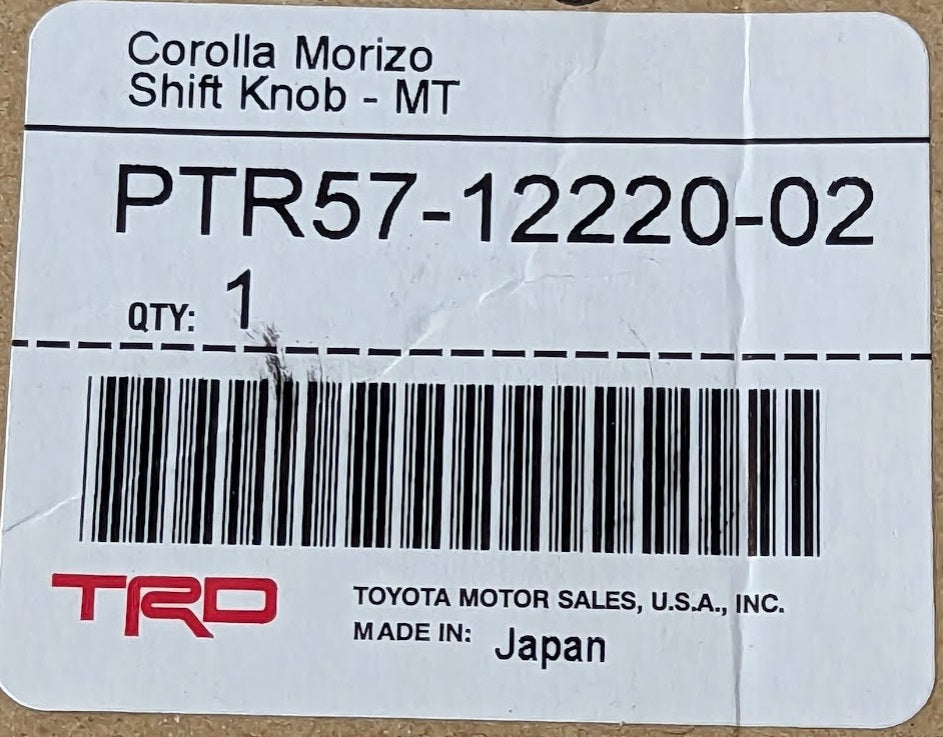 Corolla Morizo
Shift Knob - MT
PTR57-12220-02
QTY: 1
TRD
TOYOTA MOTOR SALES, U.S.A., INC.
MADE IN: Japan